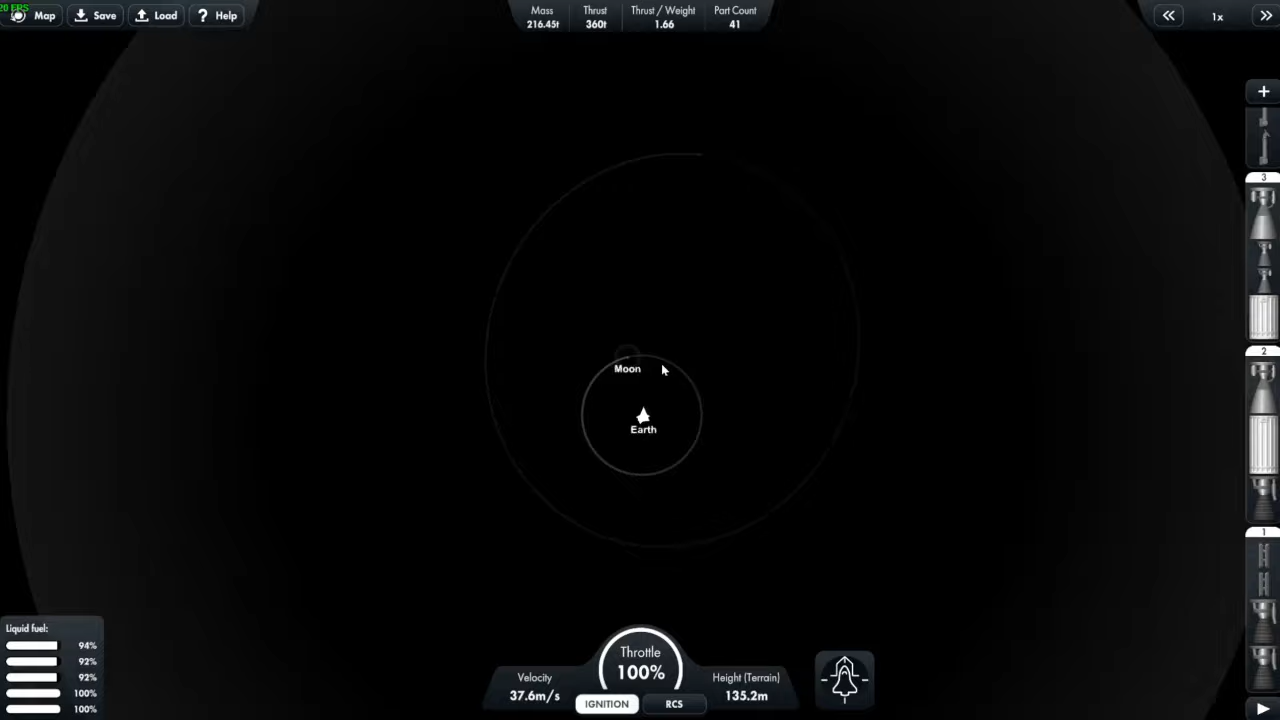 20 FPS
Map Save Load ? Help
Mass Thrust Thrust / Weight Part Count
216.45t 360t 1.66 41
1x
3
Moon
2
Earth
1
Liquid fuel:
94%
92%
92%
100%
100%
Throttle
100%
Velocity Height (Terrain)
37.6m/s 135.2m
IGNITION RCS